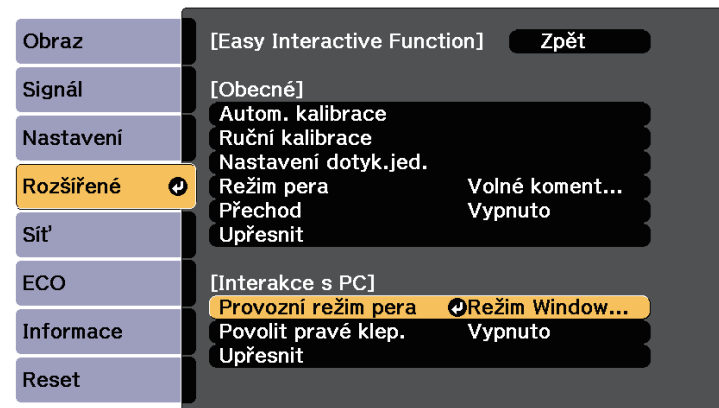 Obraz
Signál
Nastavení
Rozšířené
Síť
ECO
Informace
Reset
[Easy Interactive Function] Zpět
[Obecné]
Autom. kalibrace
Ruční kalibrace
Nastavení dotyk.jed.
Režim pera Volné koment...
Přechod Vypnuto
Upřesnit
[Interakce s PC]
Provozní režim pera Režim Window...
Povolit pravé klep. Vypnuto
Upřesnit